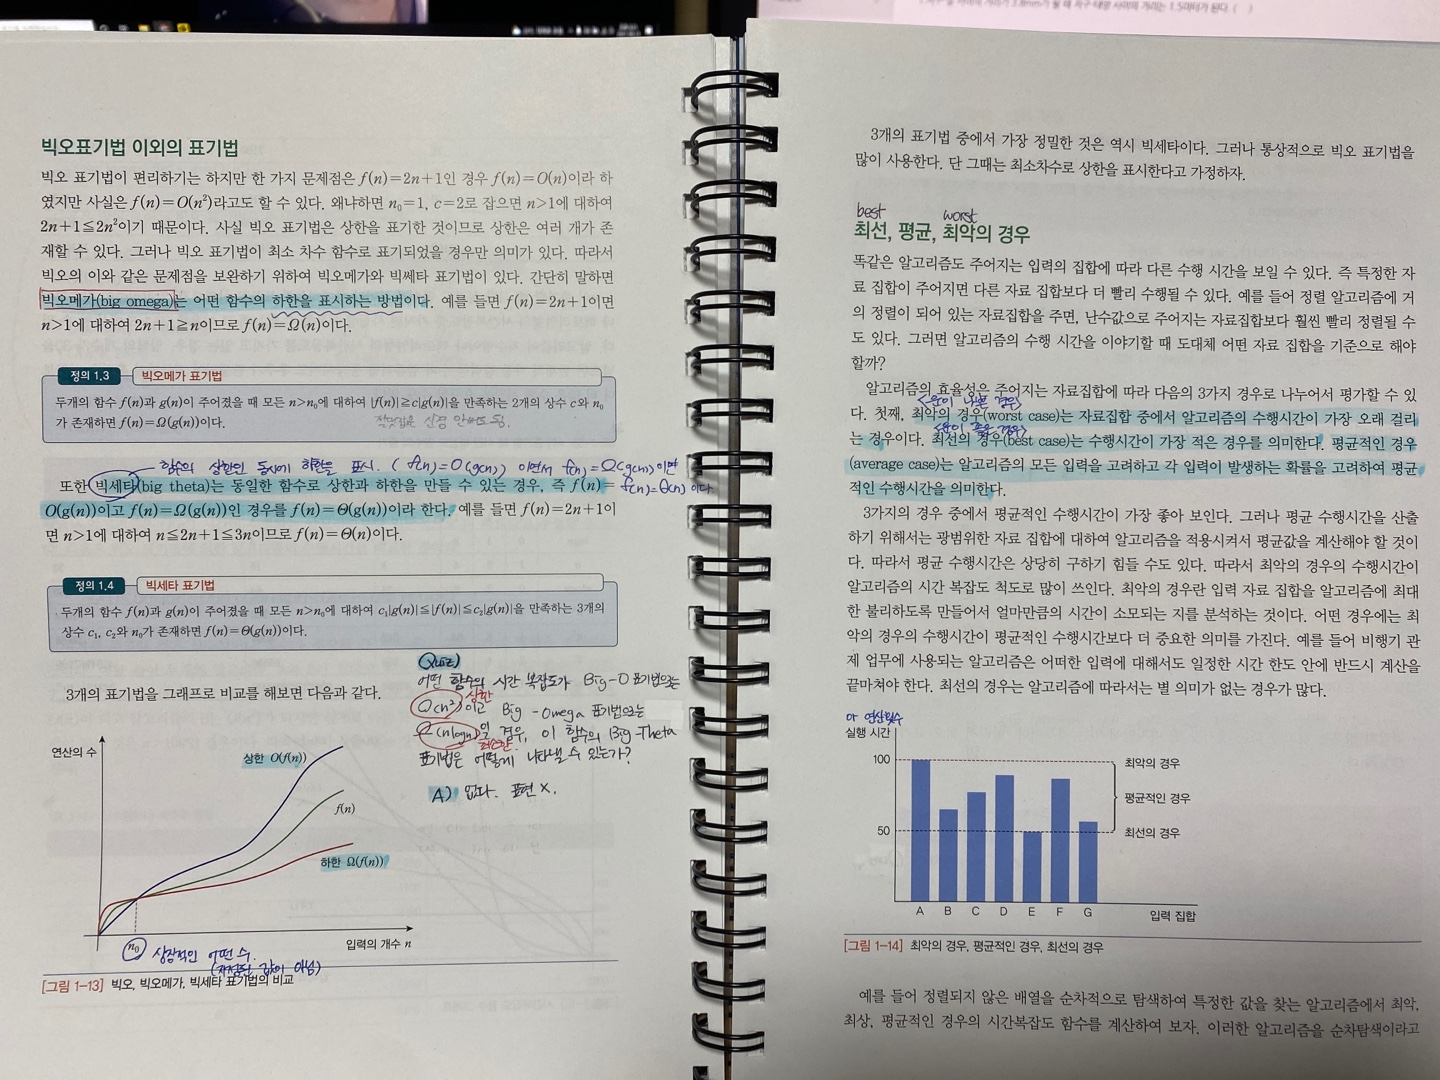 빅오표기법 이외의 표기법
빅오 표기법이 편리하기는 하지만 한 가지 문제점은 f(n)=2n+1인 경우 f(n)=O(n)이라 하
였지만 사실은 f(n)=O(n²)라고도 할 수 있다. 왜냐하면 n₀=1, c=2로 잡으면 n>1에 대하여
2n+1≦2n²이기 때문이다. 사실 빅오 표기법은 상한을 표기한 것이므로 상한은 여러 개가 존
재할 수 있다. 그러나 빅오 표기법이 최소 차수 함수로 표기되었을 경우만 의미가 있다. 따라서
빅오의 이와 같은 문제점을 보완하기 위하여 빅오메가와 빅쎄타 표기법이 있다. 간단히 말하면
빅오메가(big omega)는 어떤 함수의 하한을 표시하는 방법이다. 예를 들면 f(n)=2n+1이면
n>1에 대하여 2n+1≧n이므로 f(n)=Ω(n)이다.
정의 1.3 빅오메가 표기법
두개의 함수 f(n)과 g(n)이 주어졌을 때 모든 n>n₀에 대하여 |f(n)|≧c|g(n)|을 만족하는 2개의 상수 c와 n₀
가 존재하면 f(n)=Ω(g(n))이다.
절댓값은 신경 안써도 됨.
함수의 상한인 동시에 하한을 표시. ( f(n)=O(g(n)) 이면서 f(n)=Ω(g(n)) 이면
f(n)=Θ(n) 이다
또한 빅세타(big theta)는 동일한 함수로 상한과 하한을 만들 수 있는 경우, 즉 f(n)=
O(g(n))이고 f(n)=Ω(g(n))인 경우를 f(n)=Θ(g(n))이라 한다. 예를 들면 f(n)=2n+1이
면 n>1에 대하여 n≦2n+1≦3n이므로 f(n)=Θ(n)이다.
정의 1.4 빅세타 표기법
두개의 함수 f(n)과 g(n)이 주어졌을 때 모든 n>n₀에 대하여 c₁|g(n)|≦|f(n)|≦c₂|g(n)|을 만족하는 3개의
상수 c₁, c₂와 n₀가 존재하면 f(n)=Θ(g(n))이다.
3개의 표기법을 그래프로 비교를 해보면 다음과 같다.
Quiz)
어떤 함수의 시간 복잡도가 Big-O 표기법으로는
상한
O(n²)이고 Big-Omega 표기법으로는
Ω(nlogn)일 경우, 이 함수의 Big-Theta
표기법은 어떻게 나타낼 수 있는가?
A) 없다. 표현 X.
연산의 수
상한 O(f(n))
f(n)
하한 Ω(f(n))
n₀
입력의 개수 n
상징적인 어떤 수.
(지정된 값이 아님)
[그림 1-13] 빅오, 빅오메가, 빅세타 표기법의 비교
3개의 표기법 중에서 가장 정밀한 것은 역시 빅세타이다. 그러나 통상적으로 빅오 표기법을
많이 사용한다. 단 그때는 최소차수로 상한을 표시한다고 가정하자.
best worst
최선, 평균, 최악의 경우
똑같은 알고리즘도 주어지는 입력의 집합에 따라 다른 수행 시간을 보일 수 있다. 즉 특정한 자
료 집합이 주어지면 다른 자료 집합보다 더 빨리 수행될 수 있다. 예를 들어 정렬 알고리즘에 거
의 정렬이 되어 있는 자료집합을 주면, 난수값으로 주어지는 자료집합보다 훨씬 빨리 정렬될 수
도 있다. 그러면 알고리즘의 수행 시간을 이야기할 때 도대체 어떤 자료 집합을 기준으로 해야
할까?
알고리즘의 효율성은 주어지는 자료집합에 따라 다음의 3가지 경우로 나누어서 평가할 수 있
<운이 나쁜 경우>
다. 첫째, 최악의 경우(worst case)는 자료집합 중에서 알고리즘의 수행시간이 가장 오래 걸리
<운이 좋은 경우>
는 경우이다. 최선의 경우(best case)는 수행시간이 가장 적은 경우를 의미한다. 평균적인 경우
(average case)는 알고리즘의 모든 입력을 고려하고 각 입력이 발생하는 확률을 고려하여 평균
적인 수행시간을 의미한다.
3가지의 경우 중에서 평균적인 수행시간이 가장 좋아 보인다. 그러나 평균 수행시간을 산출
하기 위해서는 광범위한 자료 집합에 대하여 알고리즘을 적용시켜서 평균값을 계산해야 할 것이
다. 따라서 평균 수행시간은 상당히 구하기 힘들 수도 있다. 따라서 최악의 경우의 수행시간이
알고리즘의 시간 복잡도 척도로 많이 쓰인다. 최악의 경우란 입력 자료 집합을 알고리즘에 최대
한 불리하도록 만들어서 얼마만큼의 시간이 소모되는 지를 분석하는 것이다. 어떤 경우에는 최
악의 경우의 수행시간이 평균적인 수행시간보다 더 중요한 의미를 가진다. 예를 들어 비행기 관
제 업무에 사용되는 알고리즘은 어떠한 입력에 대해서도 일정한 시간 한도 안에 반드시 계산을
끝마쳐야 한다. 최선의 경우는 알고리즘에 따라서는 별 의미가 없는 경우가 많다.
실행 시간
100
50
최악의 경우
평균적인 경우
최선의 경우
A B C D E F G
입력 집합
[그림 1-14] 최악의 경우, 평균적인 경우, 최선의 경우
예를 들어 정렬되지 않은 배열을 순차적으로 탐색하여 특정한 값을 찾는 알고리즘에서 최악,
최상, 평균적인 경우의 시간복잡도 함수를 계산하여 보자. 이러한 알고리즘을 순차탐색이라고